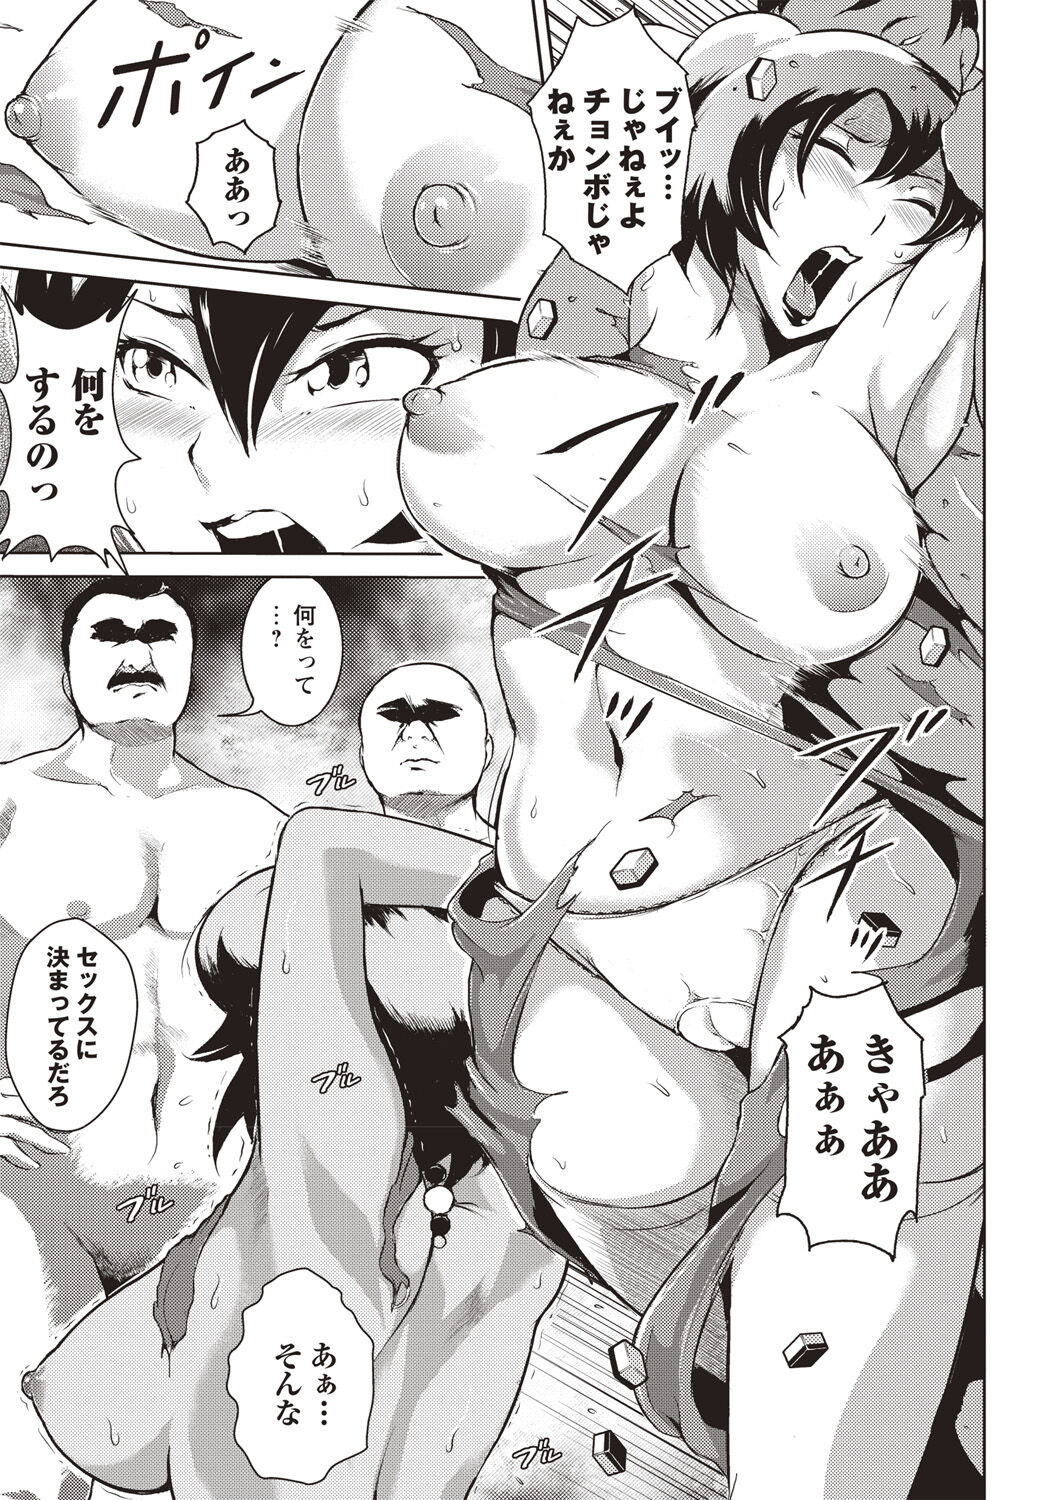 ブイッ…
じゃねぇよ
チョンボじゃ
ねぇか
ブルッ
きゃああ
あぁぁ
ポイン
ああっ
何を
するのっ
何をって
…?
セックスに
決まってるだろ
ブル
ブル
ブル
ブル
あぁ…
そんな